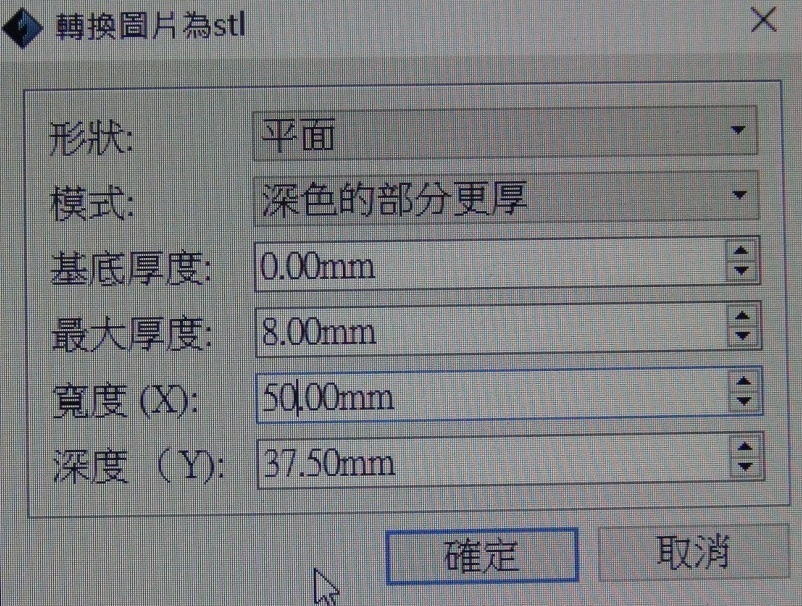 轉換圖片為stl
形狀: 平面
模式: 深色的部分更厚
基底厚度: 0.00mm
最大厚度: 8.00mm
寬度 (X): 50.00mm
深度 （Y): 37.50mm
確定 取消